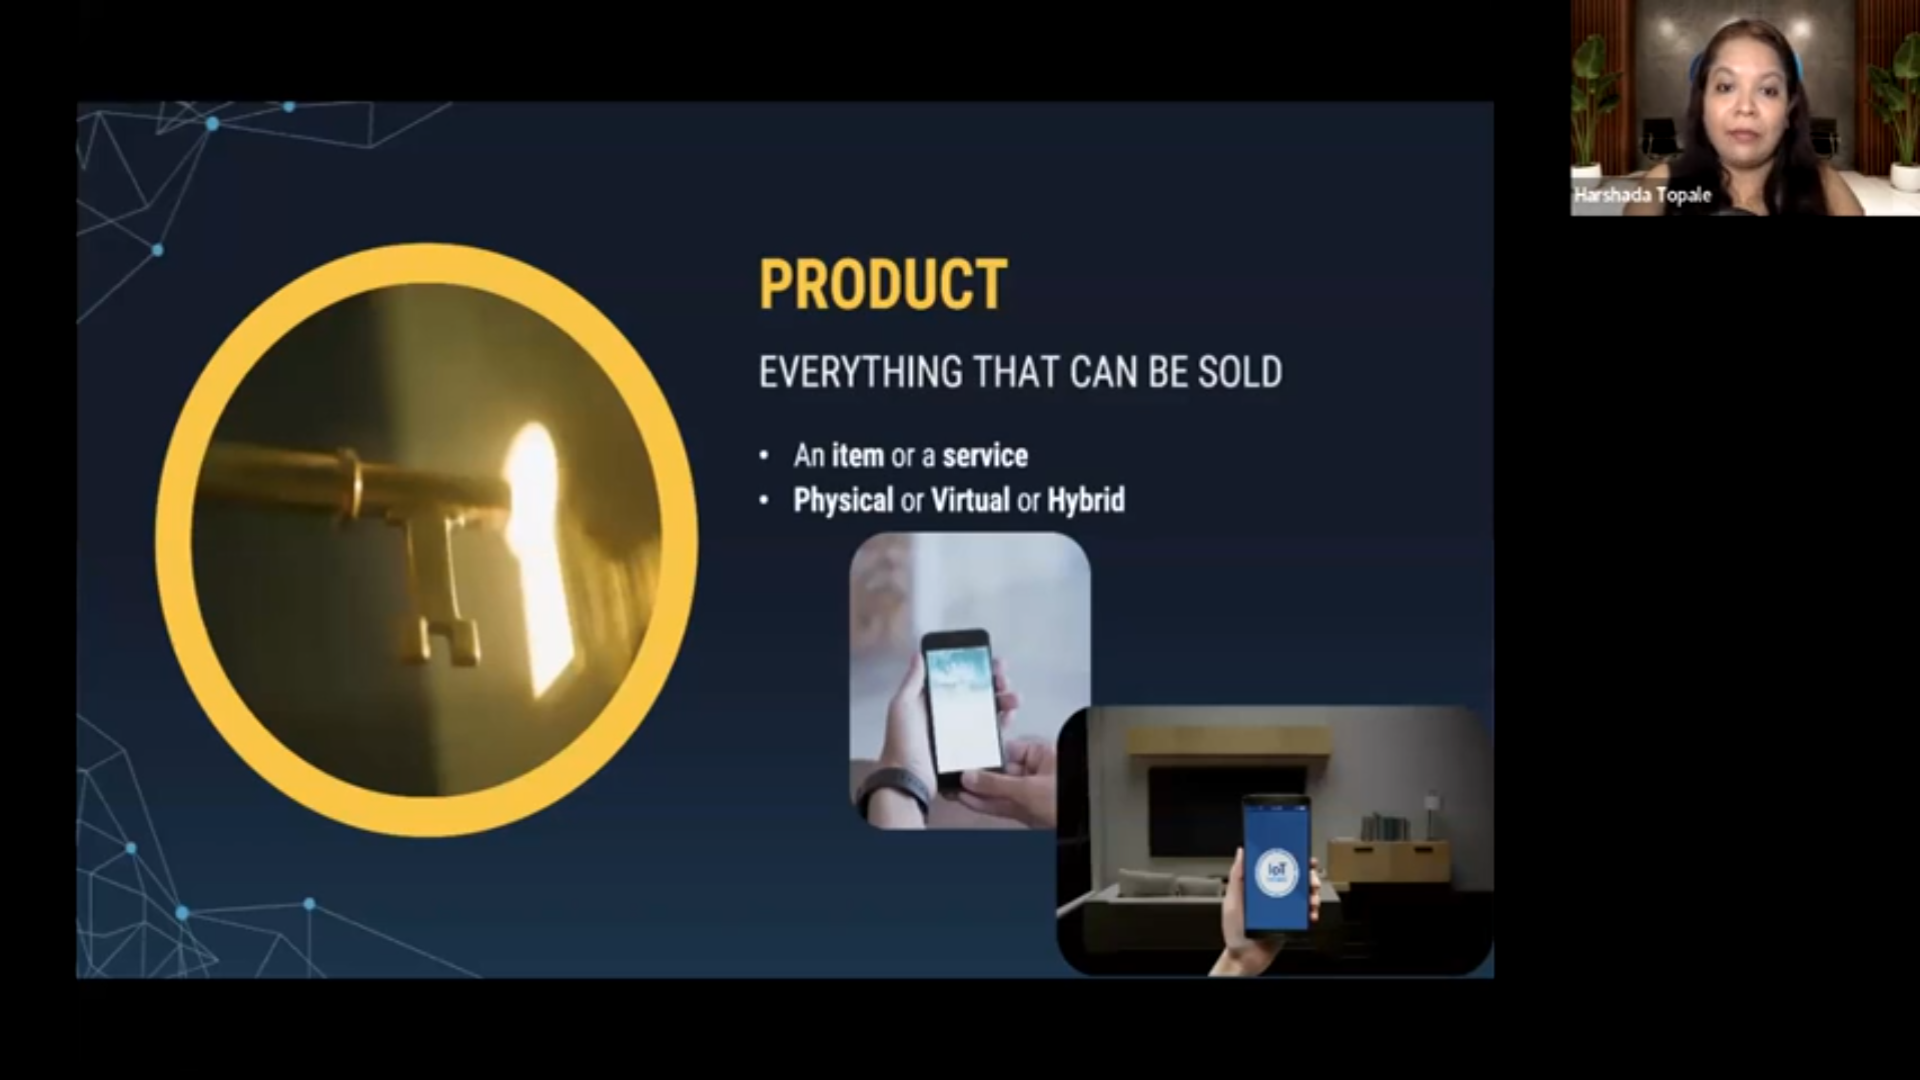 Harshada Topale
PRODUCT
EVERYTHING THAT CAN BE SOLD
• An item or a service
• Physical or Virtual or Hybrid
IoT